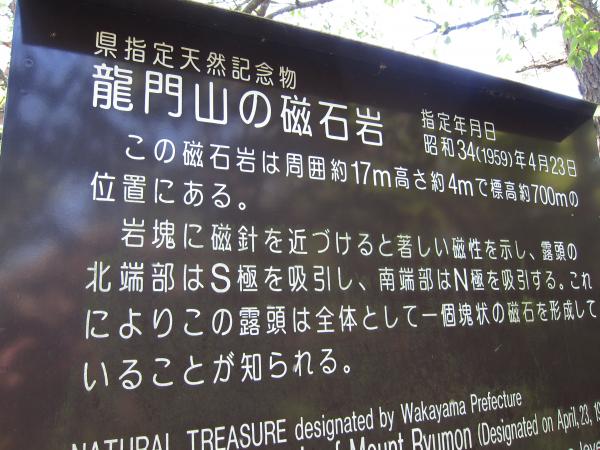 県指定天然記念物
龍門山の磁石岩
指定年月日
昭和34(1959)年4月23日
この磁石岩は周囲約17m高さ約4mで標高約700mの
位置にある。
岩塊に磁針を近づけると著しい磁性を示し、露頭の
北端部はS極を吸引し、南端部はN極を吸引する。これ
によりこの露頭は全体として一個塊状の磁石を形成して
いることが知られる。
NATURAL TREASURE designated by Wakayama Prefecture
of Mount Ryumon (Designated on April, 23, 19